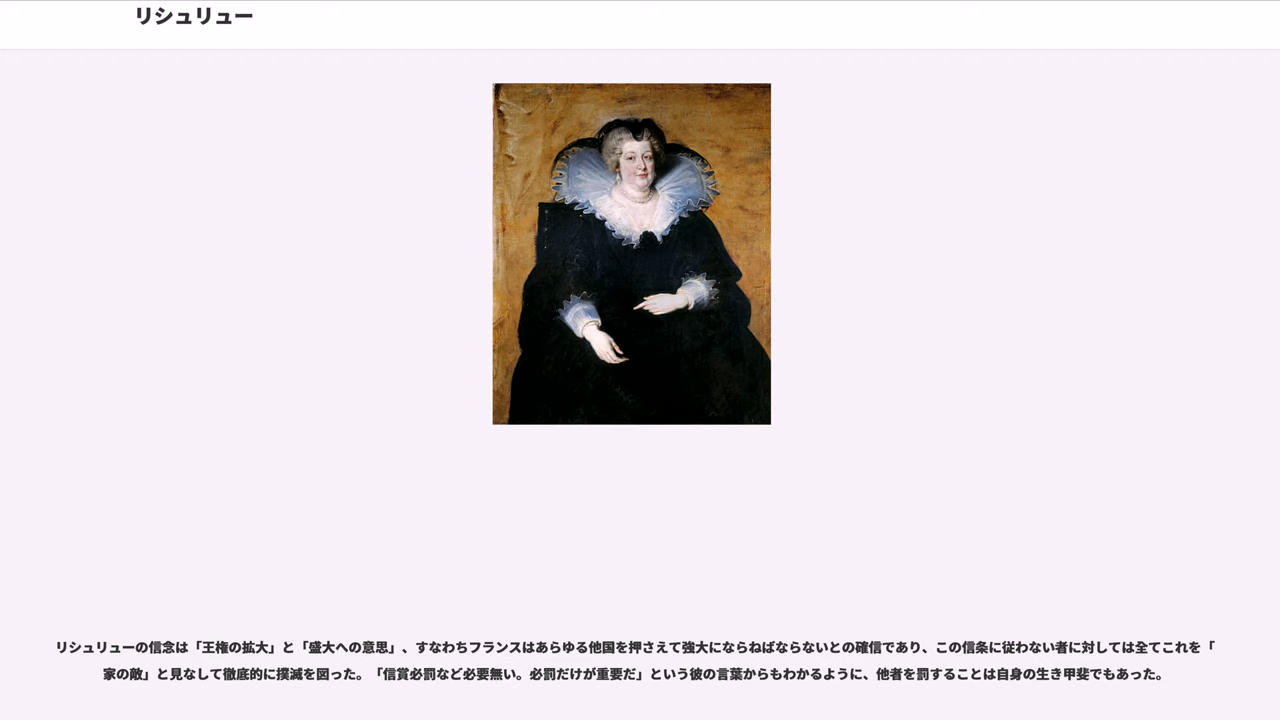 リシュリュー
リシュリューの信念は「王権の拡大」と「盛大への意思」、すなわちフランスはあらゆる他国を押さえて強大にならねばならないとの確信であり、この信条に従わない者に対しては全てこれを「
家の敵」と見なして徹底的に撲滅を図った。「信賞必罰など必要無い。必罰だけが重要だ」という彼の言葉からもわかるように、他者を罰することは自身の生き甲斐でもあった。